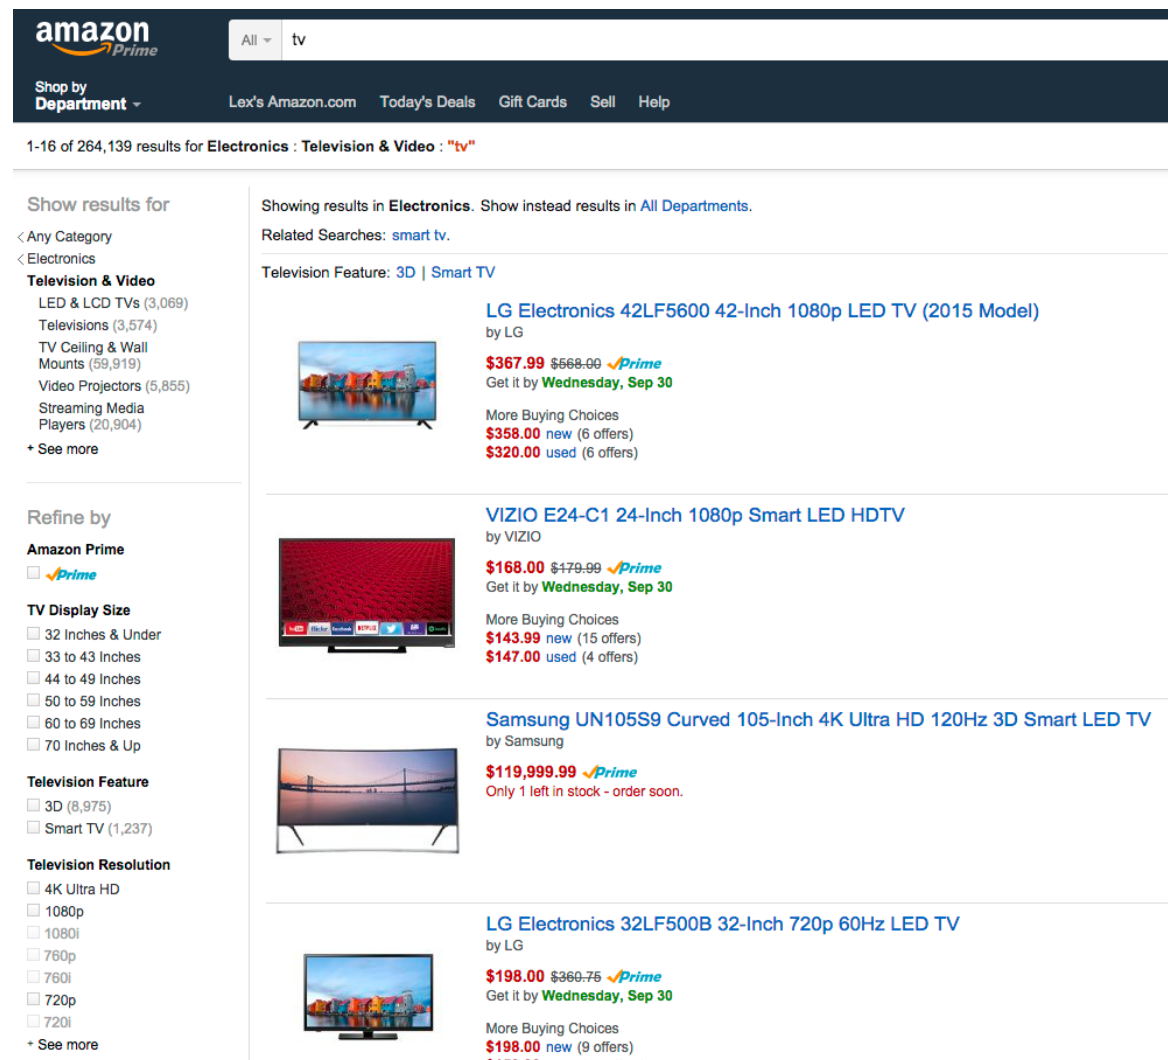 amazon
Prime
All
tv
Shop by
Department
Lex's Amazon.com Today's Deals Gift Cards Sell Help
1-16 of 264,139 results for Electronics : Television & Video : "tv"
Show results for
Any Category
Electronics
Television & Video
LED & LCD TVs (3,069)
Televisions (3,574)
TV Ceiling & Wall
Mounts (59,919)
Video Projectors (5,855)
Streaming Media
Players (20,904)
+ See more
Refine by
Amazon Prime
Prime
TV Display Size
32 Inches & Under
33 to 43 Inches
44 to 49 Inches
50 to 59 Inches
60 to 69 Inches
70 Inches & Up
Television Feature
3D (8,975)
Smart TV (1,237)
Television Resolution
4K Ultra HD
1080p
1080i
760p
760i
720p
720i
+ See more
Showing results in Electronics. Show instead results in All Departments.
Related Searches: smart tv.
Television Feature: 3D | Smart TV
LG Electronics 42LF5600 42-Inch 1080p LED TV (2015 Model)
by LG
$367.99 $568.00 Prime
Get it by Wednesday, Sep 30
More Buying Choices
$358.00 new (6 offers)
$320.00 used (6 offers)
VIZIO E24-C1 24-Inch 1080p Smart LED HDTV
by VIZIO
$168.00 $179.99 Prime
Get it by Wednesday, Sep 30
More Buying Choices
$143.99 new (15 offers)
$147.00 used (4 offers)
flickr facebook NETFLIX
Samsung UN105S9 Curved 105-Inch 4K Ultra HD 120Hz 3D Smart LED TV
by Samsung
$119,999.99 Prime
Only 1 left in stock - order soon.
LG Electronics 32LF500B 32-Inch 720p 60Hz LED TV
by LG
$198.00 $360.75 Prime
Get it by Wednesday, Sep 30
More Buying Choices
$198.00 new (9 offers)